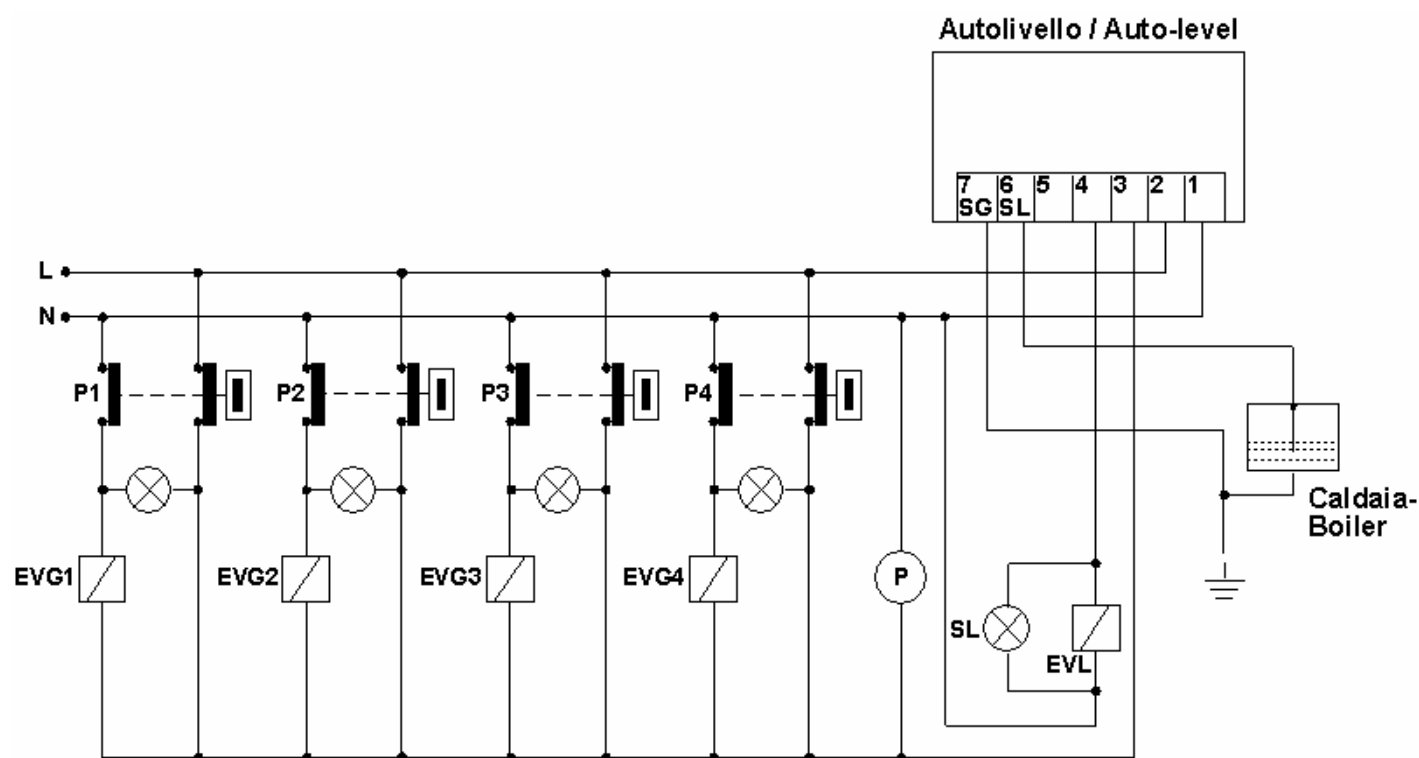 Autolivello / Auto-level
7 6 5 4 3 2 1
SG SL
L
N
P1 P2 P3 P4
Caldaia-
Boiler
EVG1 EVG2 EVG3 EVG4 P
SL
EVL